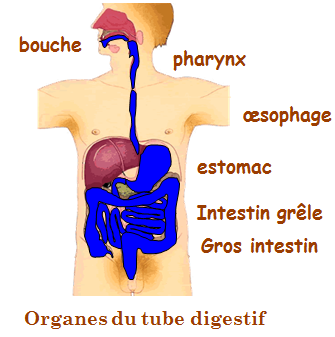 bouche
pharynx
œsophage
estomac
Intestin grêle
Gros intestin
Organes du tube digestif